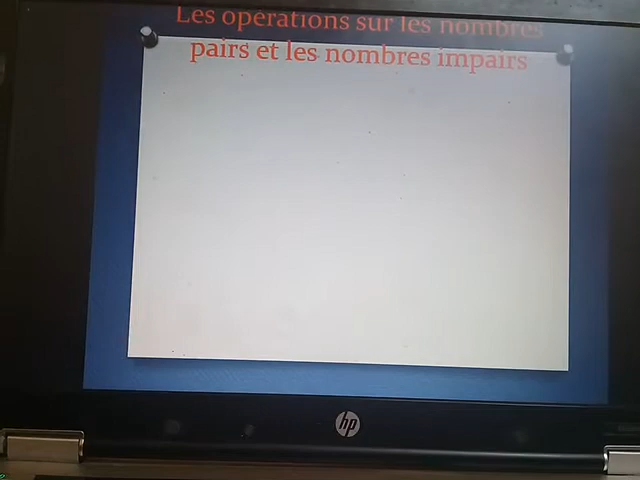 Les opérations sur les nombres
pairs et les nombres impairs
hp